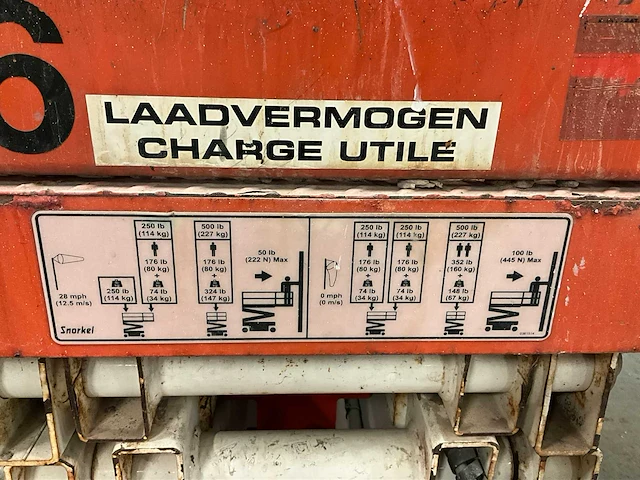 6
LAADVERMOGEN
CHARGE UTILE
28 mph
(12.5 m/s)
250 lb
(114 kg)
250 lb
(114 kg)
176 lb
(80 kg)
+
74 lb
(34 kg)
500 lb
(227 kg)
176 lb
(80 kg)
+
324 lb
(147 kg)
50 lb
(222 N) Max
Snorkel
0 mph
(0 m/s)
250 lb
(114 kg)
176 lb
(80 kg)
+
74 lb
(34 kg)
250 lb
(114 kg)
176 lb
(80 kg)
+
74 lb
(34 kg)
500 lb
(227 kg)
352 lb
(160 kg)
+
148 lb
(67 kg)
100 lb
(445 N) Max